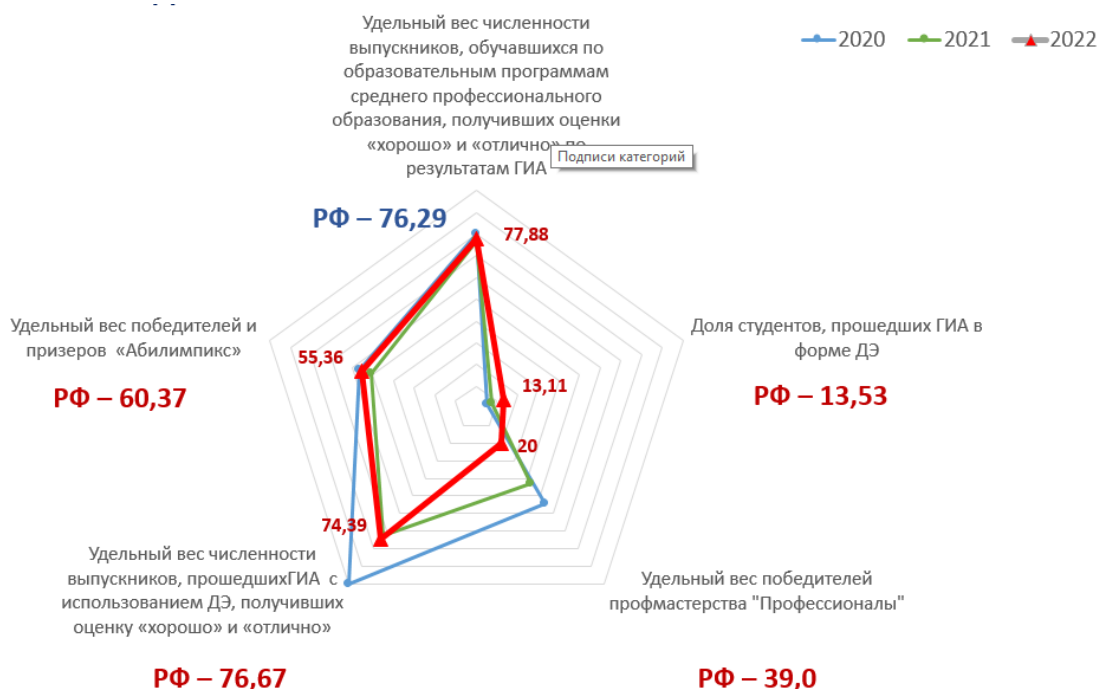 Удельный вес численности
выпускников, обучавшихся по
образовательным программам
среднего профессионального
образования, получивших оценки
«хорошо» и «отлично» по
результатам ГИА
Подписи категорий
2020 2021 2022
РФ – 76,29
77,88
Удельный вес победителей и
призеров «Абилимпикс»
РФ – 60,37
55,36
Доля студентов, прошедших ГИА в
форме ДЭ
РФ – 13,53
13,11
20
74,39
Удельный вес численности
выпускников, прошедшихГИА с
использованием ДЭ, получивших
оценку «хорошо» и «отлично»
РФ – 76,67
Удельный вес победителей
профмастерства "Профессионалы"
РФ – 39,0